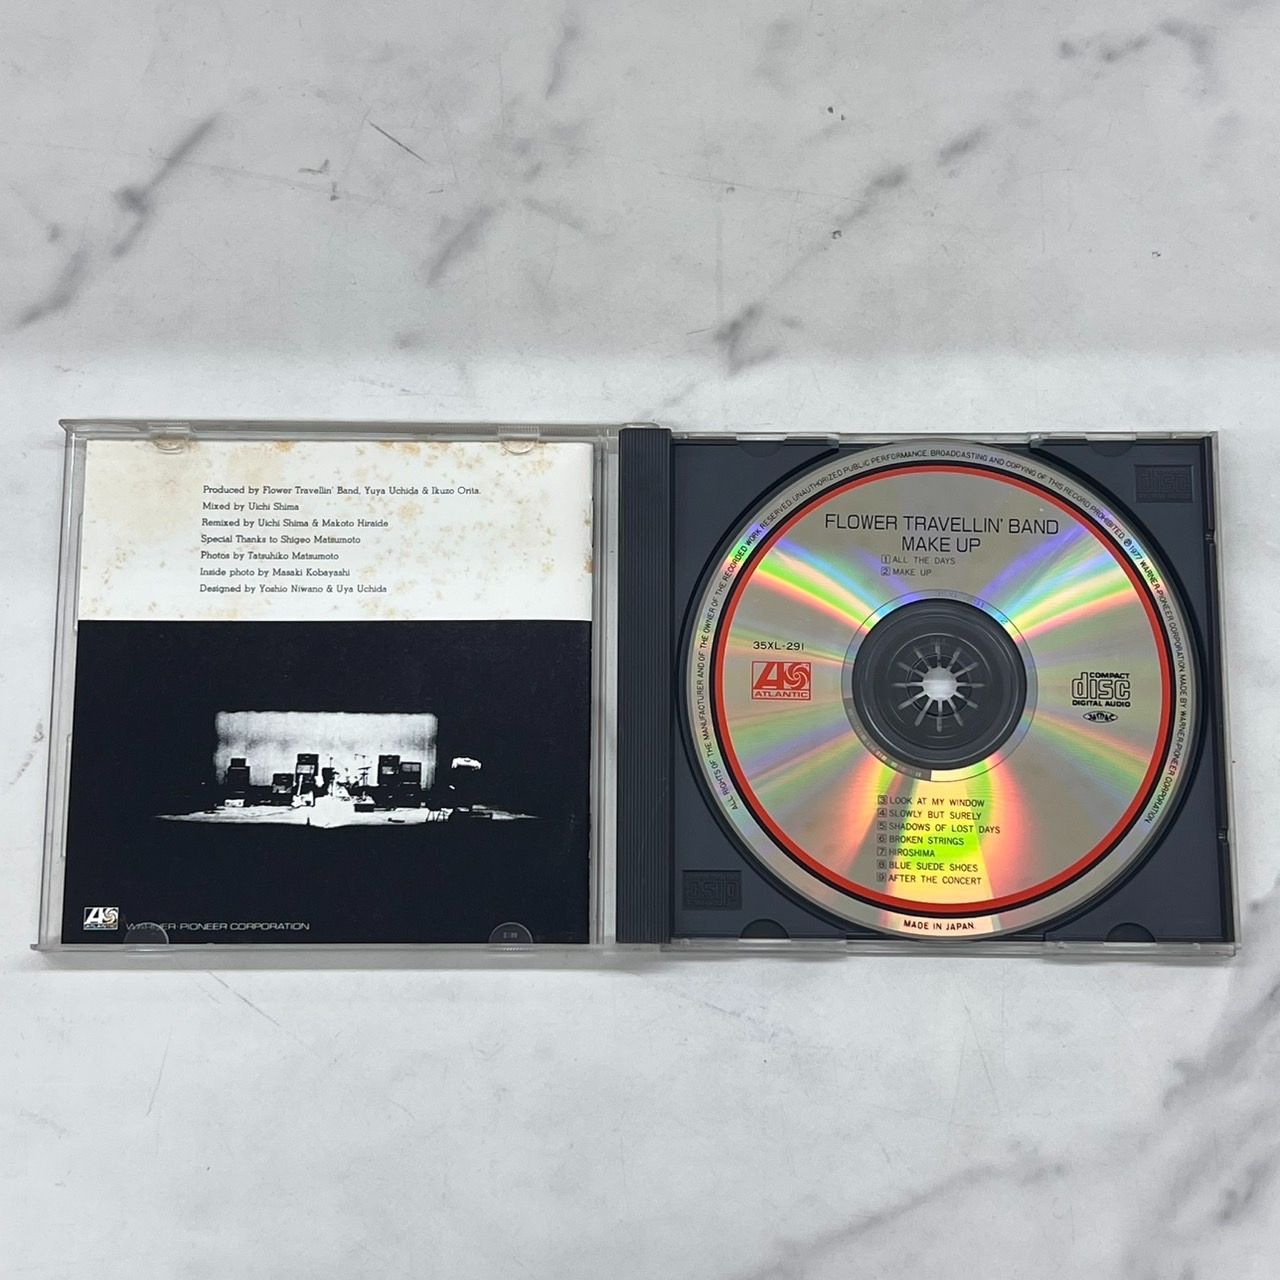 Produced by Flower Travellin' Band, Yuya Uchida & Ikuzo Orita.
Mixed by Uichi Shima
Remixed by Uichi Shima & Makoto Hiraide
Special Thanks to Shigeo Matsumoto
Photos by Tatsuhiko Matsumoto
Inside photo by Masaki Kobayashi
Designed by Yoshio Niwano & Uya Uchida
ATLANTIC
WARNER-PIONEER CORPORATION
ALL RIGHTS OF THE MANUFACTURER AND OF THE OWNER OF THE RECORDED WORK RESERVED. UNAUTHORIZED PUBLIC PERFORMANCE, BROADCASTING AND COPYING OF THIS RECORD PROHIBITED. ℗1977 WARNER-PIONEER CORPORATION. MADE BY WARNER-PIONEER CORPORATION.
FLOWER TRAVELLIN' BAND
MAKE UP
1 ALL THE DAYS
2 MAKE UP
35XL-291
ATLANTIC
COMPACT
disc
DIGITAL AUDIO
3 LOOK AT MY WINDOW
4 SLOWLY BUT SURELY
5 SHADOWS OF LOST DAYS
6 BROKEN STRINGS
7 HIROSHIMA
8 BLUE SUEDE SHOES
9 AFTER THE CONCERT
MADE IN JAPAN